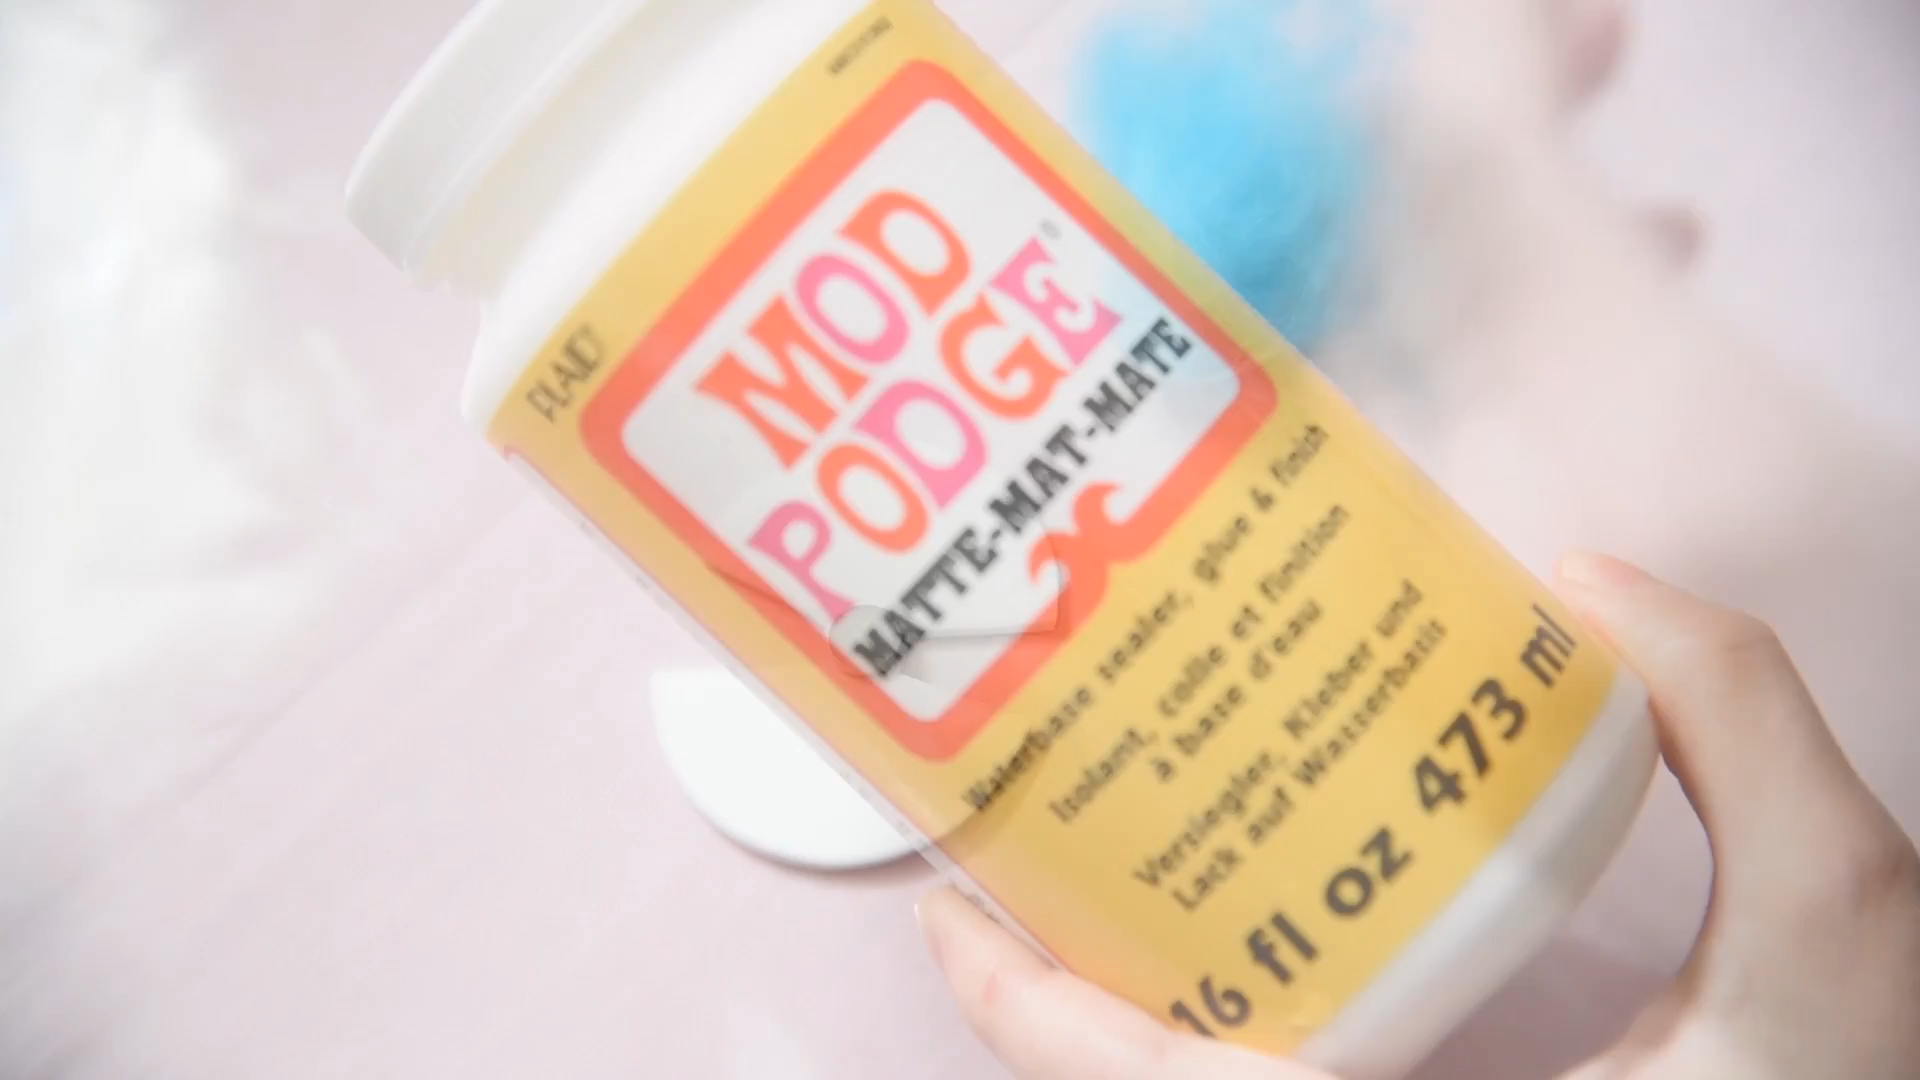 PLAID
MOD
PODGE®
MATTE-MAT-MATE
Waterbase sealer, glue & finish
Isolant, colle et finition
à base d'eau
Versiegler, Kleber und
Lack auf Wasserbasis
16 fl oz 473 ml